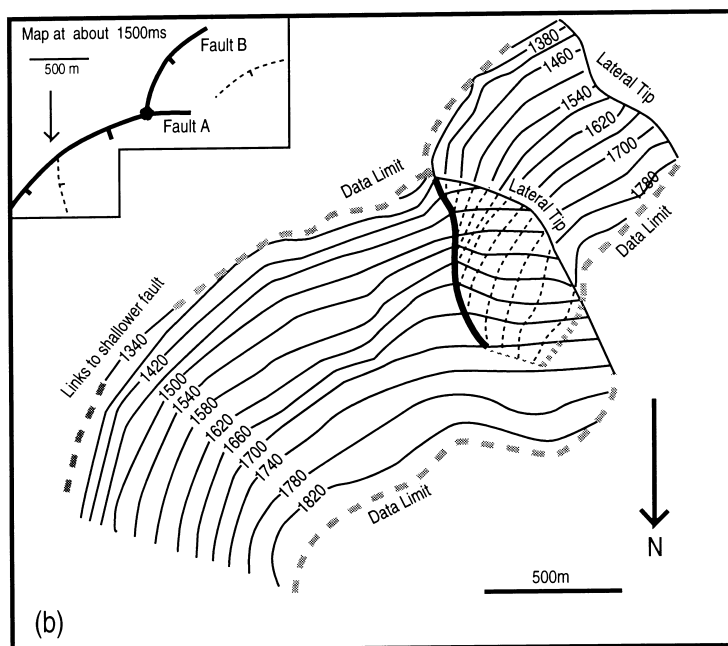 Map at about 1500ms
500 m
Fault B
Fault A
1380
1460
1540
1620
1700
1780
Lateral Tip
Lateral Tip
Data Limit
Data Limit
Links to shallower fault
1340
1420
1500
1540
1580
1620
1660
1700
1740
1780
1820
Data Limit
N
500m
(b)